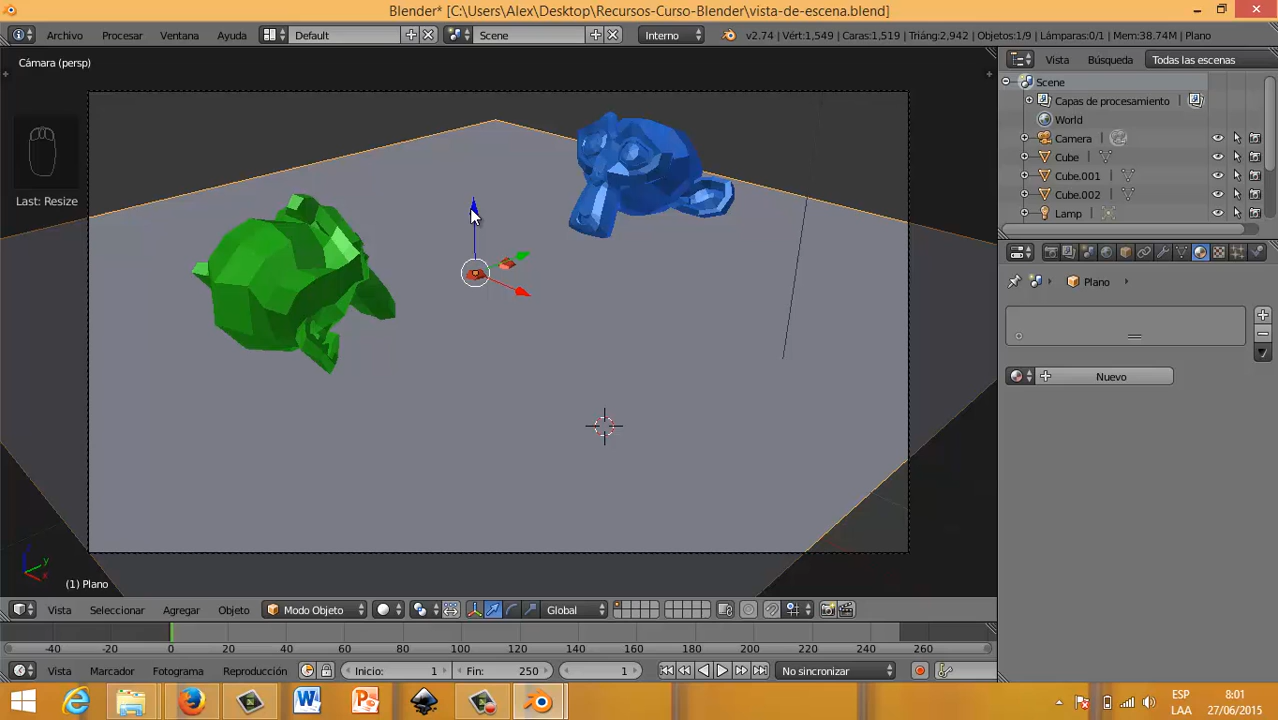 Blender* [C:\Users\Alex\Desktop\Recursos-Curso-Blender\vista-de-escena.blend]
Archivo Procesar Ventana Ayuda Default Scene Interno v2.74 | Vért:1,549 | Caras:1,519 | Triáng:2,942 | Objetos:1/9 | Lámparas:0/1 | Mem:38.74M | Plano
Cámara (persp)
Vista Búsqueda Todas las escenas
Scene
Capas de procesamiento
World
Camera
Cube
Cube.001
Cube.002
Lamp
Last: Resize
Plano
Nuevo
z
y
x
(1) Plano
Vista Seleccionar Agregar Objeto Modo Objeto Global
-40 -20 0 20 40 60 80 100 120 140 160 180 200 220 240 260
Vista Marcador Fotograma Reproducción Inicio: 1 Fin: 250 1 No sincronizar
ESP 8:01
LAA 27/06/2015